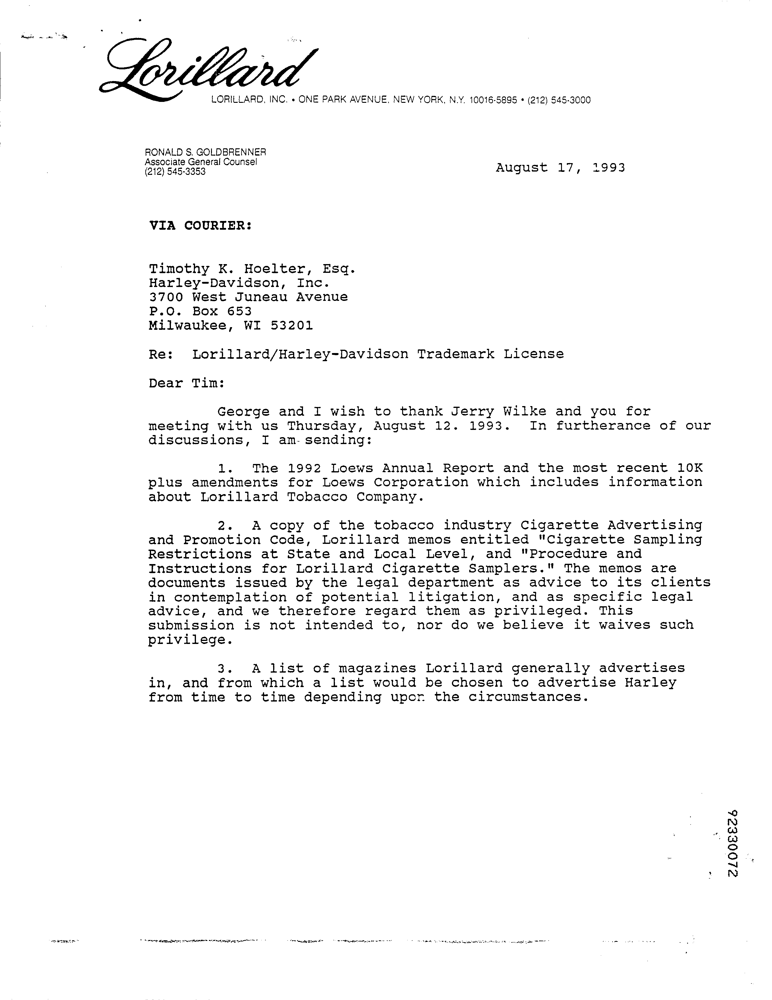 Lorillard
LORILLARD, INC. • ONE PARK AVENUE, NEW YORK, N.Y. 10016-5895 • (212) 545-3000
RONALD S. GOLDBRENNER
Associate General Counsel
(212) 545-3353
August 17, 1993
VIA COURIER:
Timothy K. Hoelter, Esq.
Harley-Davidson, Inc.
3700 West Juneau Avenue
P.O. Box 653
Milwaukee, WI 53201
Re: Lorillard/Harley-Davidson Trademark License
Dear Tim:
George and I wish to thank Jerry Wilke and you for
meeting with us Thursday, August 12. 1993. In furtherance of our
discussions, I am sending:
1. The 1992 Loews Annual Report and the most recent 10K
plus amendments for Loews Corporation which includes information
about Lorillard Tobacco Company.
2. A copy of the tobacco industry Cigarette Advertising
and Promotion Code, Lorillard memos entitled "Cigarette Sampling
Restrictions at State and Local Level, and "Procedure and
Instructions for Lorillard Cigarette Samplers." The memos are
documents issued by the legal department as advice to its clients
in contemplation of potential litigation, and as specific legal
advice, and we therefore regard them as privileged. This
submission is not intended to, nor do we believe it waives such
privilege.
3. A list of magazines Lorillard generally advertises
in, and from which a list would be chosen to advertise Harley
from time to time depending upon the circumstances.
92330072